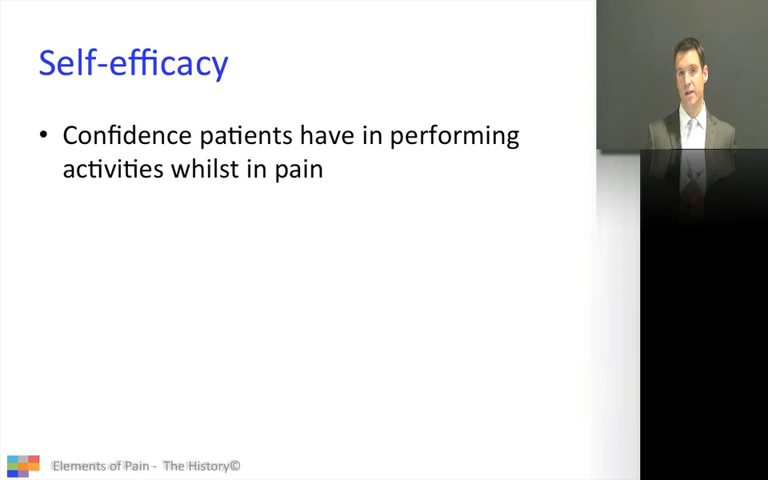 Self-efficacy
• Confidence patients have in performing
activities whilst in pain
Elements of Pain - The History©